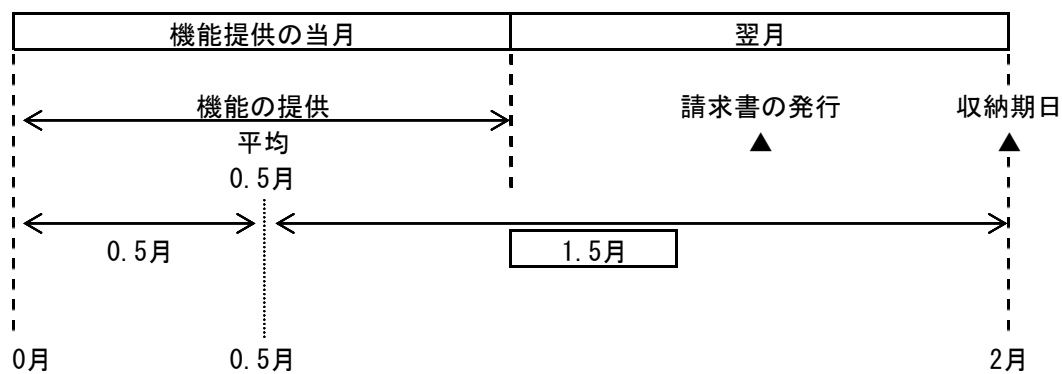 機能提供の当月 翌月
機能の提供 請求書の発行 収納期日
平均 ▲ ▲
0.5月
0.5月 1.5月
0月 0.5月 2月